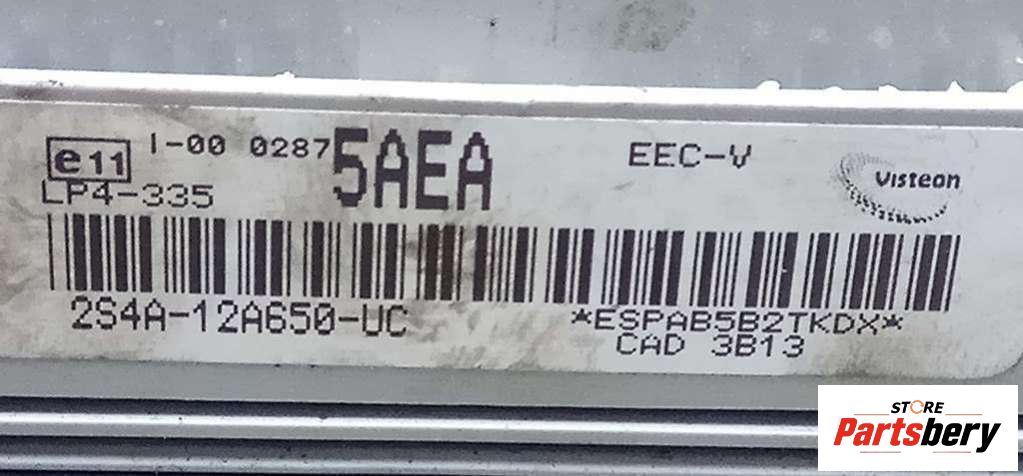 e11 I-00 0287 5AEA EEC-V Visteon
LP4-335
2S4A-12A650-UC *ESPAB5B2TKDX*
CAD 3B13
STORE
Partsbery